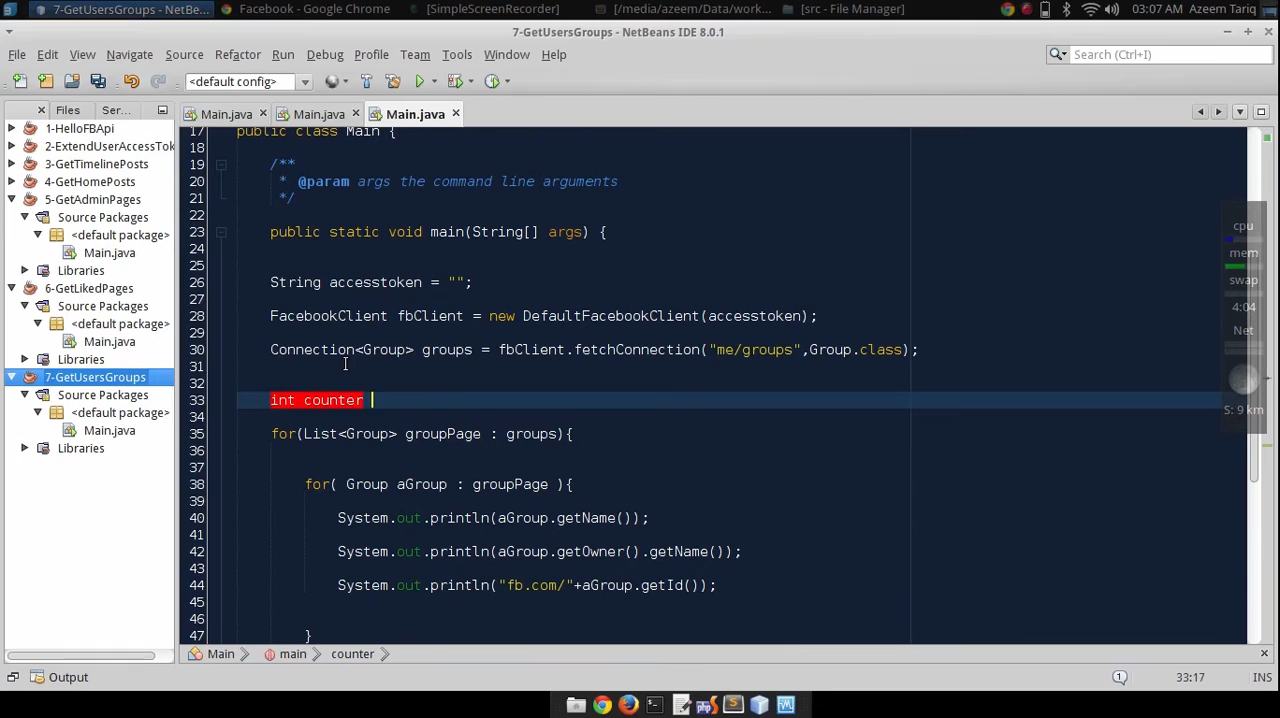 7-GetUsersGroups - NetBe...
Facebook - Google Chrome
[SimpleScreenRecorder]
[/media/azeem/Data/work...
[src - File Manager]
03:07 AM Azeem Tariq
7-GetUsersGroups - NetBeans IDE 8.0.1
File Edit View Navigate Source Refactor Run Debug Profile Team Tools Window Help
Search (Ctrl+I)
<default config>
Files Ser...
Main.java Main.java Main.java
1-HelloFBApi
2-ExtendUserAccessTok
3-GetTimelinePosts
4-GetHomePosts
5-GetAdminPages
Source Packages
<default package>
Main.java
Libraries
6-GetLikedPages
Source Packages
<default package>
Main.java
Libraries
7-GetUsersGroups
Source Packages
<default package>
Main.java
Libraries
17 public class Main {
18
19 /**
20 * @param args the command line arguments
21 */
22
23 public static void main(String[] args) {
24
25
26 String accesstoken = "";
27
28 FacebookClient fbClient = new DefaultFacebookClient(accesstoken);
29
30 Connection<Group> groups = fbClient.fetchConnection("me/groups",Group.class);
31
32
33 int counter
34
35 for(List<Group> groupPage : groups){
36
37
38 for( Group aGroup : groupPage ){
39
40 System.out.println(aGroup.getName());
41
42 System.out.println(aGroup.getOwner().getName());
43
44 System.out.println("fb.com/"+aGroup.getId());
45
46
47 }
cpu
mem
swap
4:04
Net
S: 9 km
Main main counter
Output
1
33:17 INS
php